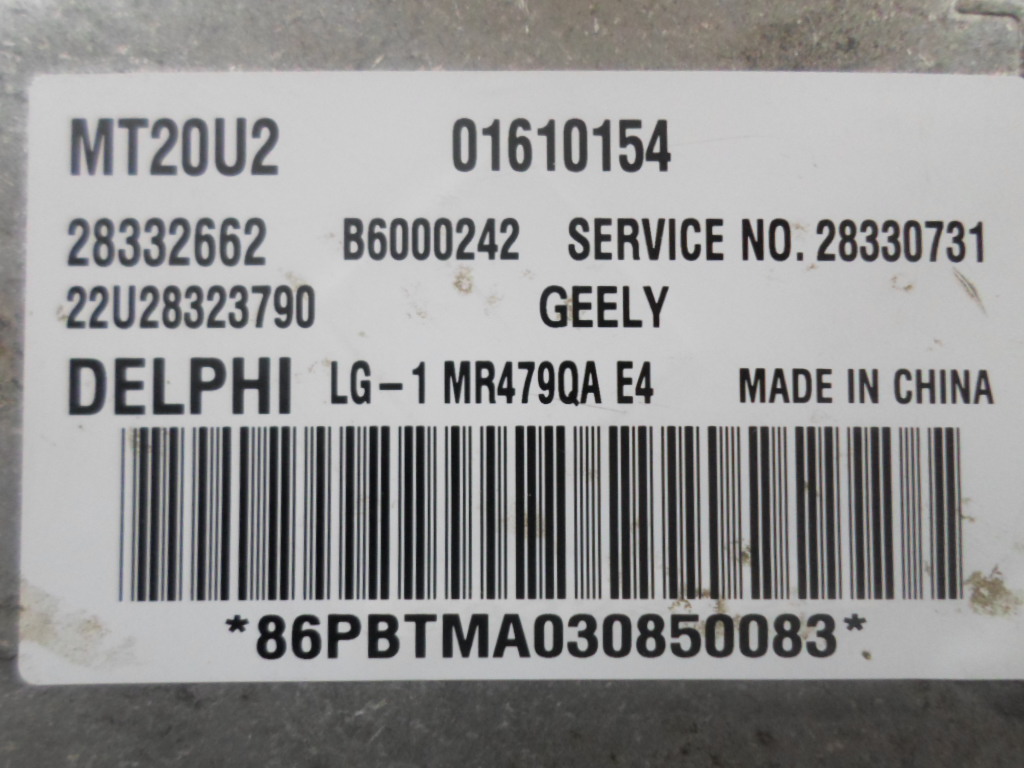 MT20U2 01610154
28332662 B6000242 SERVICE NO. 28330731
22U28323790 GEELY
DELPHI LG-1 MR479QA E4 MADE IN CHINA
*86PBTMA030850083*